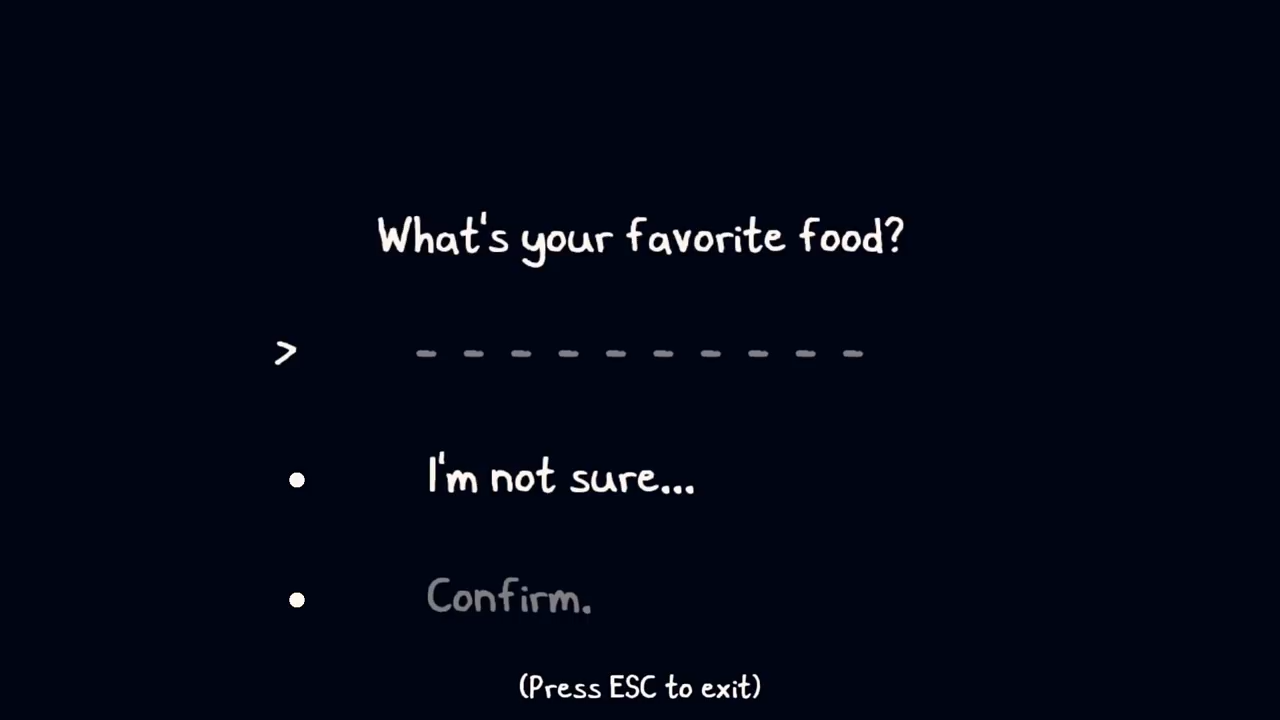 What's your favorite food?
> - - - - - - - - - -
• I'm not sure...
• Confirm.
(Press ESC to exit)